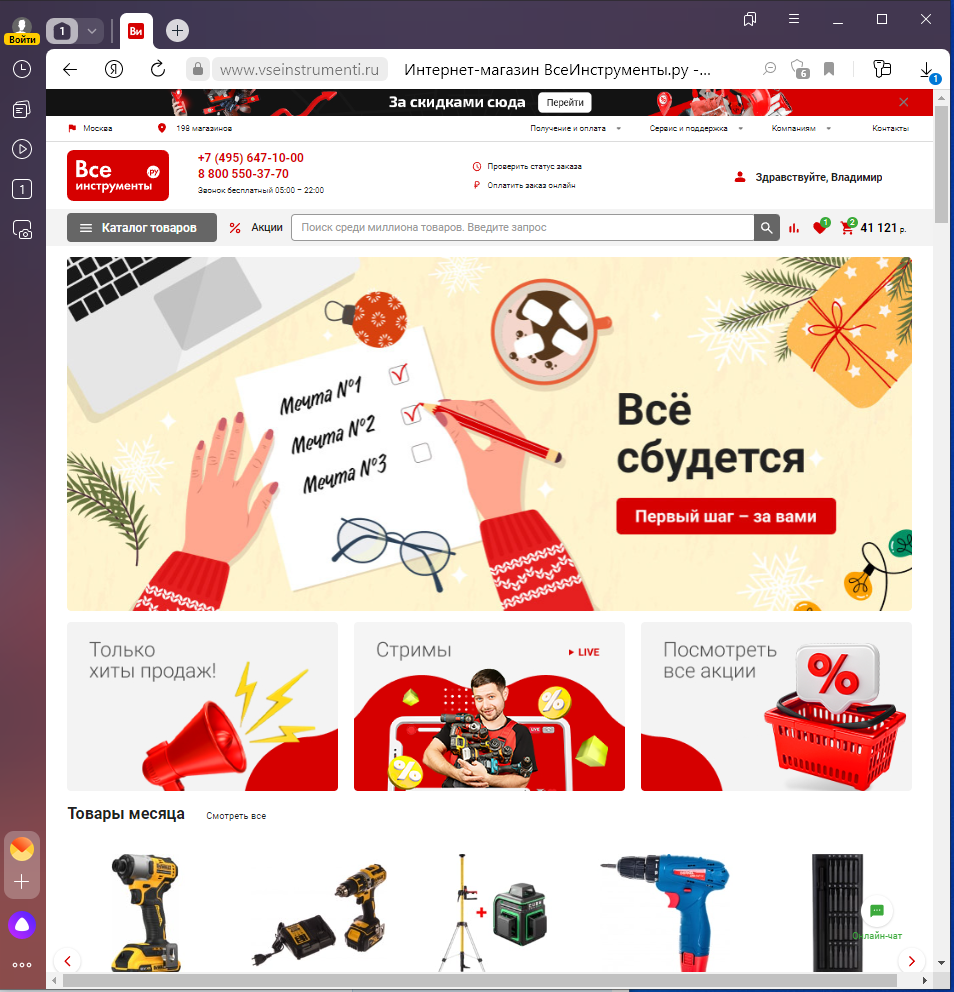 Войти
1
Ви
www.vseinstrumenti.ru
Интернет-магазин ВсеИнструменты.ру -...
6
1
За скидками сюда
Перейти
Москва
198 магазинов
Получение и оплата
Сервис и поддержка
Компаниям
Контакты
Все
инструменты
.ру
+7 (495) 647-10-00
8 800 550-37-70
Звонок бесплатный 05:00 – 22:00
Проверить статус заказа
Оплатить заказ онлайн
Здравствуйте, Владимир
1
Каталог товаров
Акции
Поиск среди миллиона товаров. Введите запрос
1
2
41 121 р.
Мечта №1
Мечта №2
Мечта №3
Всё
сбудется
Первый шаг – за вами
Только
хиты продаж!
Стримы
LIVE
LIVE
Посмотреть
все акции
%
%
%
Товары месяца
Смотреть все
Онлайн-чат